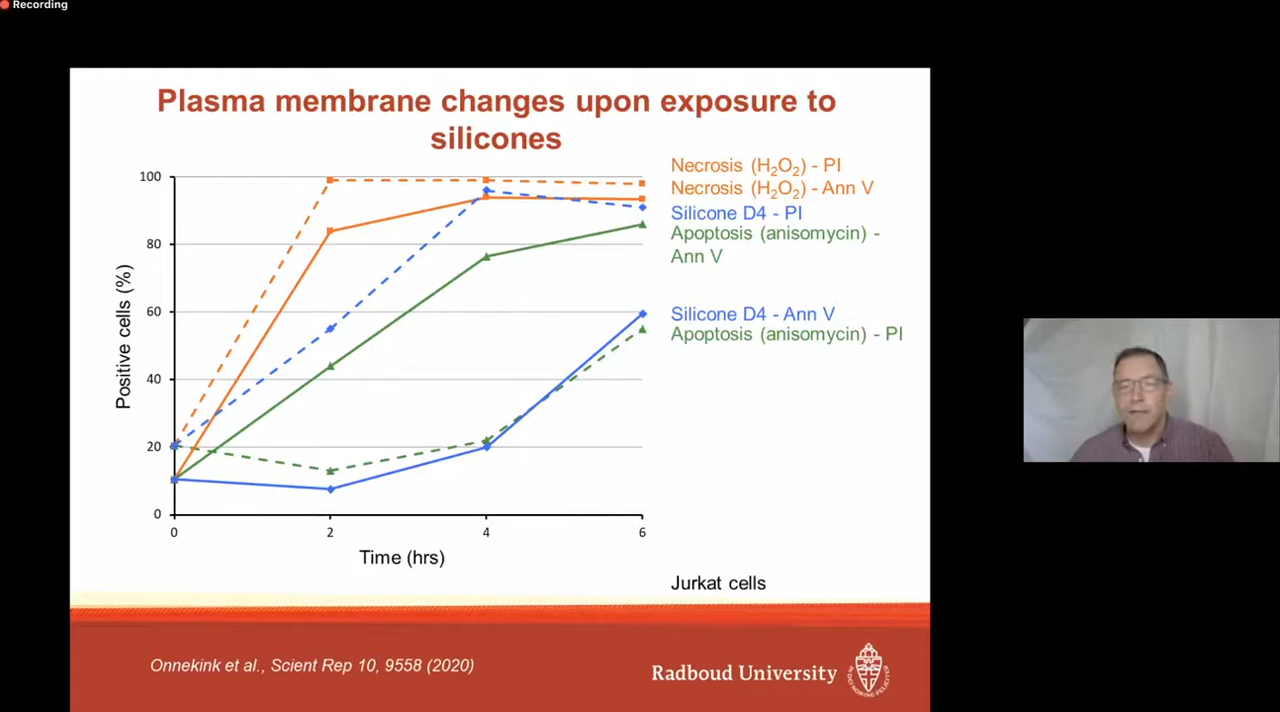 Recording
Plasma membrane changes upon exposure to
silicones
Necrosis (H₂O₂) - PI
Necrosis (H₂O₂) - Ann V
Silicone D4 - PI
Apoptosis (anisomycin) -
Ann V
Silicone D4 - Ann V
Apoptosis (anisomycin) - PI
Positive cells (%)
100
80
60
40
20
0
0 2 4 6
Time (hrs)
Jurkat cells
Onnekink et al., Scient Rep 10, 9558 (2020)
Radboud University